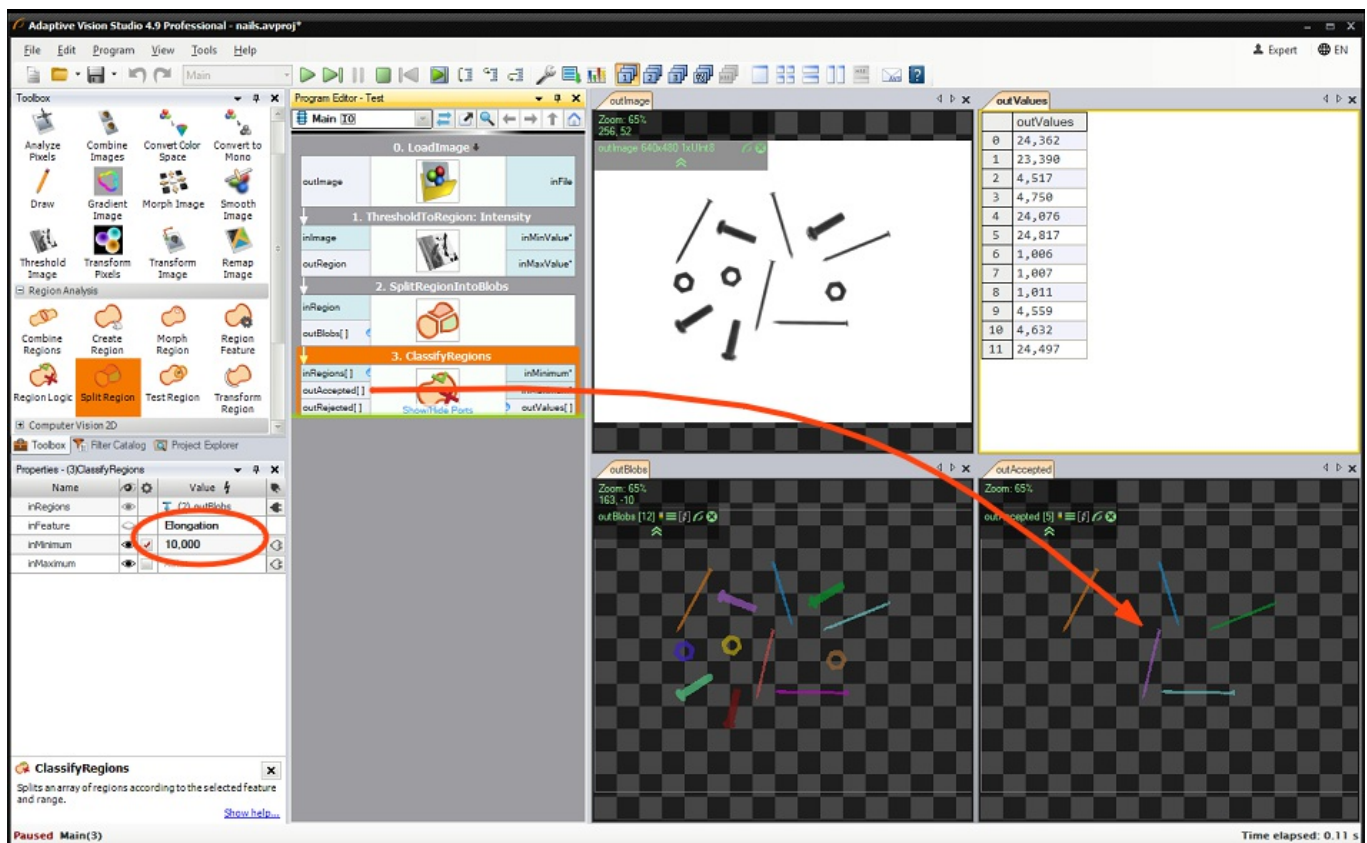 Adaptive Vision Studio 4.9 Professional - nails.avproj*
File Edit Program View Tools Help
Expert EN
Main
Toolbox
Analyze Pixels
Combine Images
Convert Color Space
Convert to Mono
Draw
Gradient Image
Morph Image
Smooth Image
Threshold Image
Transform Pixels
Transform Image
Remap Image
Region Analysis
Combine Regions
Create Region
Morph Region
Region Feature
Region Logic
Split Region
Test Region
Transform Region
Computer Vision 2D
Toolbox Filter Catalog Project Explorer
Properties - (3)ClassifyRegions
Name Value
inRegions (2).outBlobs
inFeature Elongation
inMinimum 10,000
inMaximum
ClassifyRegions
Splits an array of regions according to the selected feature
and range.
Show help...
Paused Main(3)
Program Editor - Test
Main IO
0. LoadImage
outImage inFile
1. ThresholdToRegion: Intensity
inImage inMinValue*
outRegion inMaxValue*
2. SplitRegionIntoBlobs
inRegion
outBlobs[ ]
3. ClassifyRegions
inRegions[ ] inMinimum*
outAccepted[ ]
outRejected[ ] Show/Hide Ports outValues[ ]
outImage
Zoom: 65%
256, 52
outImage 640x480 1xUInt8
outValues
outValues
0 24,362
1 23,390
2 4,517
3 4,750
4 24,076
5 24,817
6 1,006
7 1,007
8 1,011
9 4,559
10 4,632
11 24,497
outBlobs
Zoom: 65%
163, -10
outBlobs [12]
outAccepted
Zoom: 65%
outAccepted [5]
Time elapsed: 0.11 s